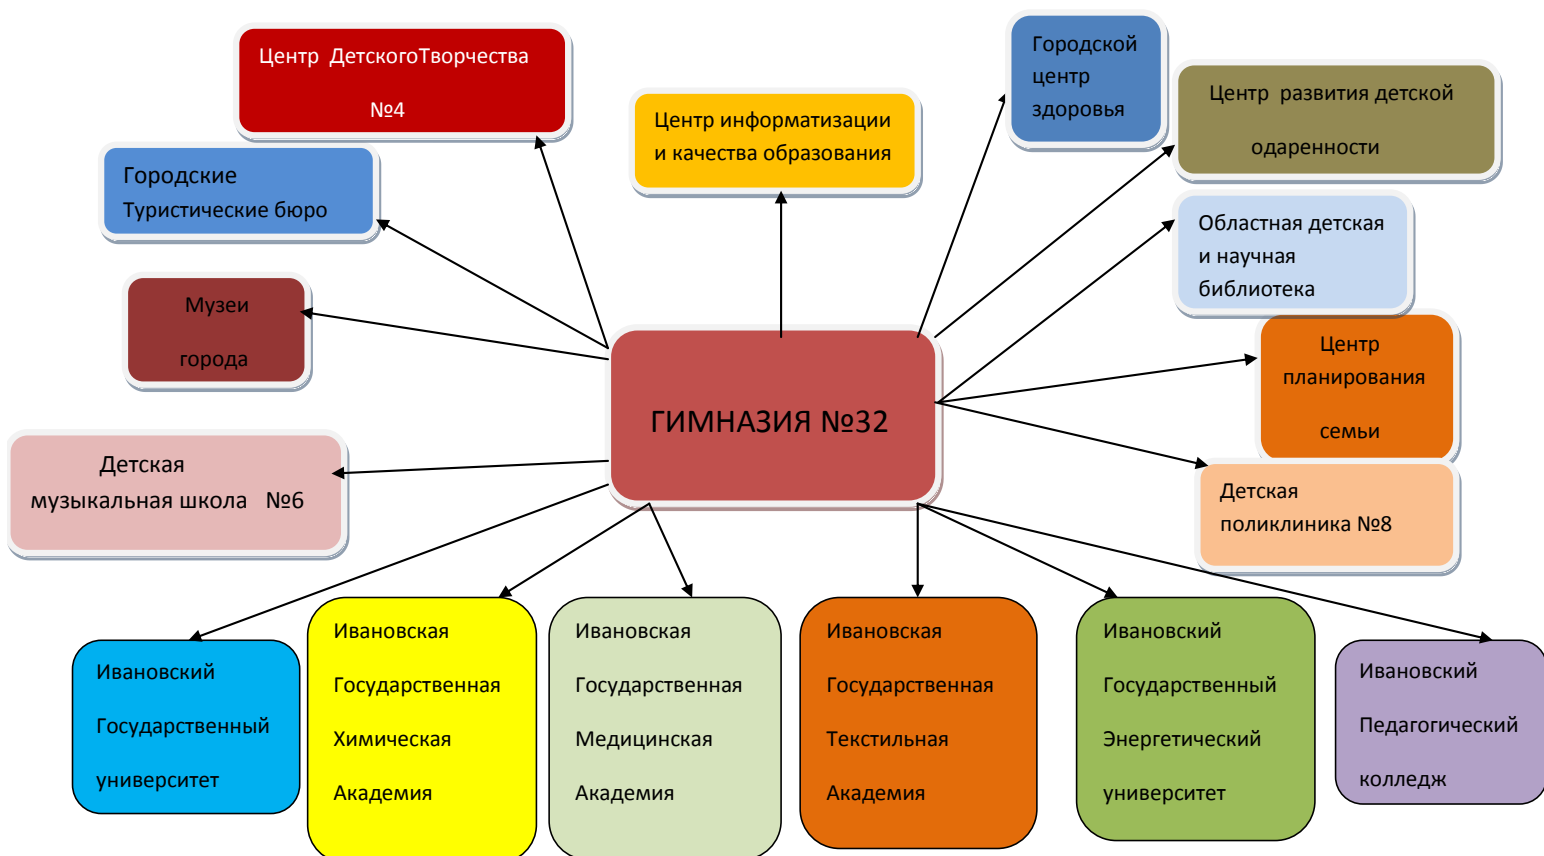 Центр ДетскогоТворчества
№4
Городской
центр
здоровья
Центр развития детской
одаренности
Центр информатизации
и качества образования
Городские
Туристические бюро
Областная детская
и научная
библиотека
Музеи
города
Центр
планирования
семьи
ГИМНАЗИЯ №32
Детская
музыкальная школа №6
Детская
поликлиника №8
Ивановский
Государственный
университет
Ивановская
Государственная
Химическая
Академия
Ивановская
Государственная
Медицинская
Академия
Ивановская
Государственная
Текстильная
Академия
Ивановский
Государственный
Энергетический
университет
Ивановский
Педагогический
колледж